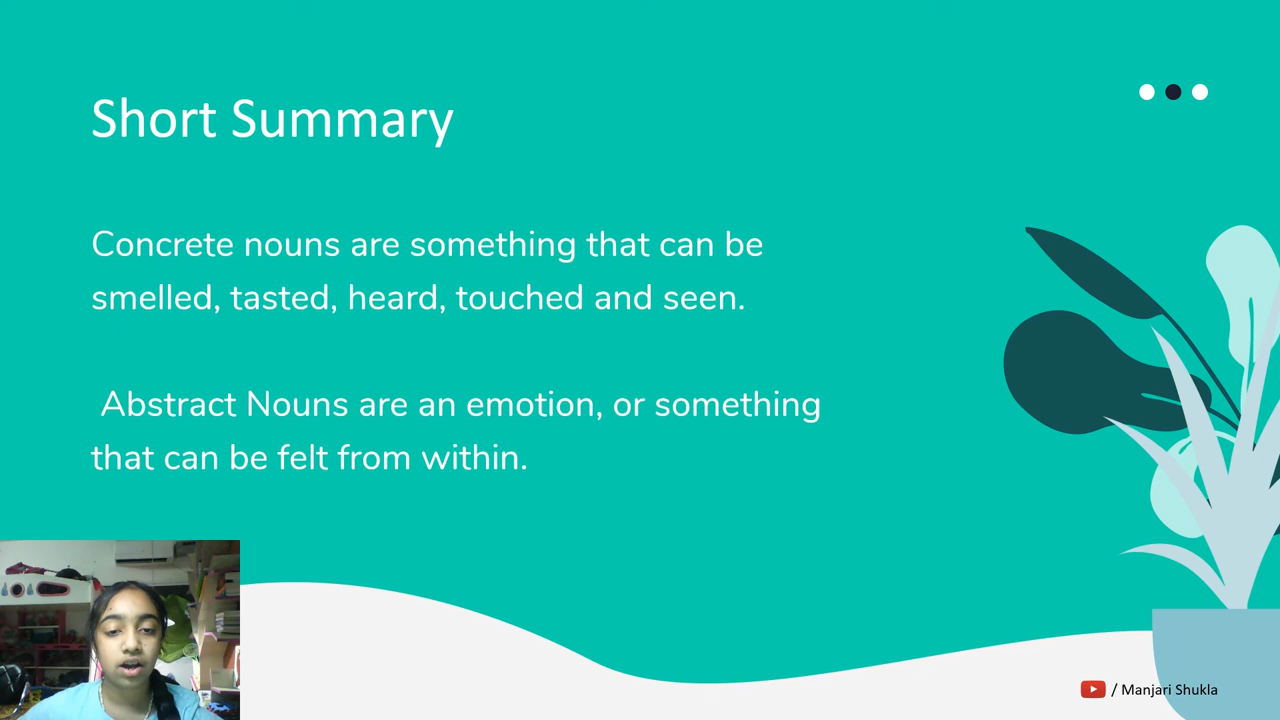 Short Summary
Concrete nouns are something that can be
smelled, tasted, heard, touched and seen.
Abstract Nouns are an emotion, or something
that can be felt from within.
/ Manjari Shukla